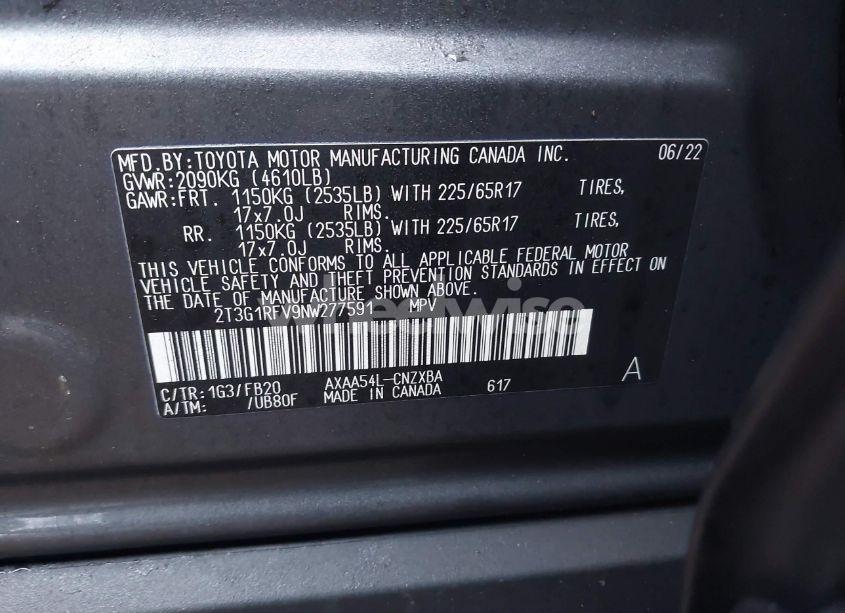 MFD.BY:TOYOTA MOTOR MANUFACTURING CANADA INC. 06/22
GVWR:2090KG (4610LB)
GAWR:FRT. 1150KG (2535LB) WITH 225/65R17 TIRES,
17x7.0J RIMS.
RR. 1150KG (2535LB) WITH 225/65R17 TIRES,
17x7.0J RIMS.
THIS VEHICLE CONFORMS TO ALL APPLICABLE FEDERAL MOTOR
VEHICLE SAFETY AND THEFT PREVENTION STANDARDS IN EFFECT ON
THE DATE OF MANUFACTURE SHOWN ABOVE.
2T3G1RFV9NW277591 MPV
wheelwise
C/TR:1G3/FB20 AXAA54L-CNZXBA 617 A
A/TM: /UB80F MADE IN CANADA